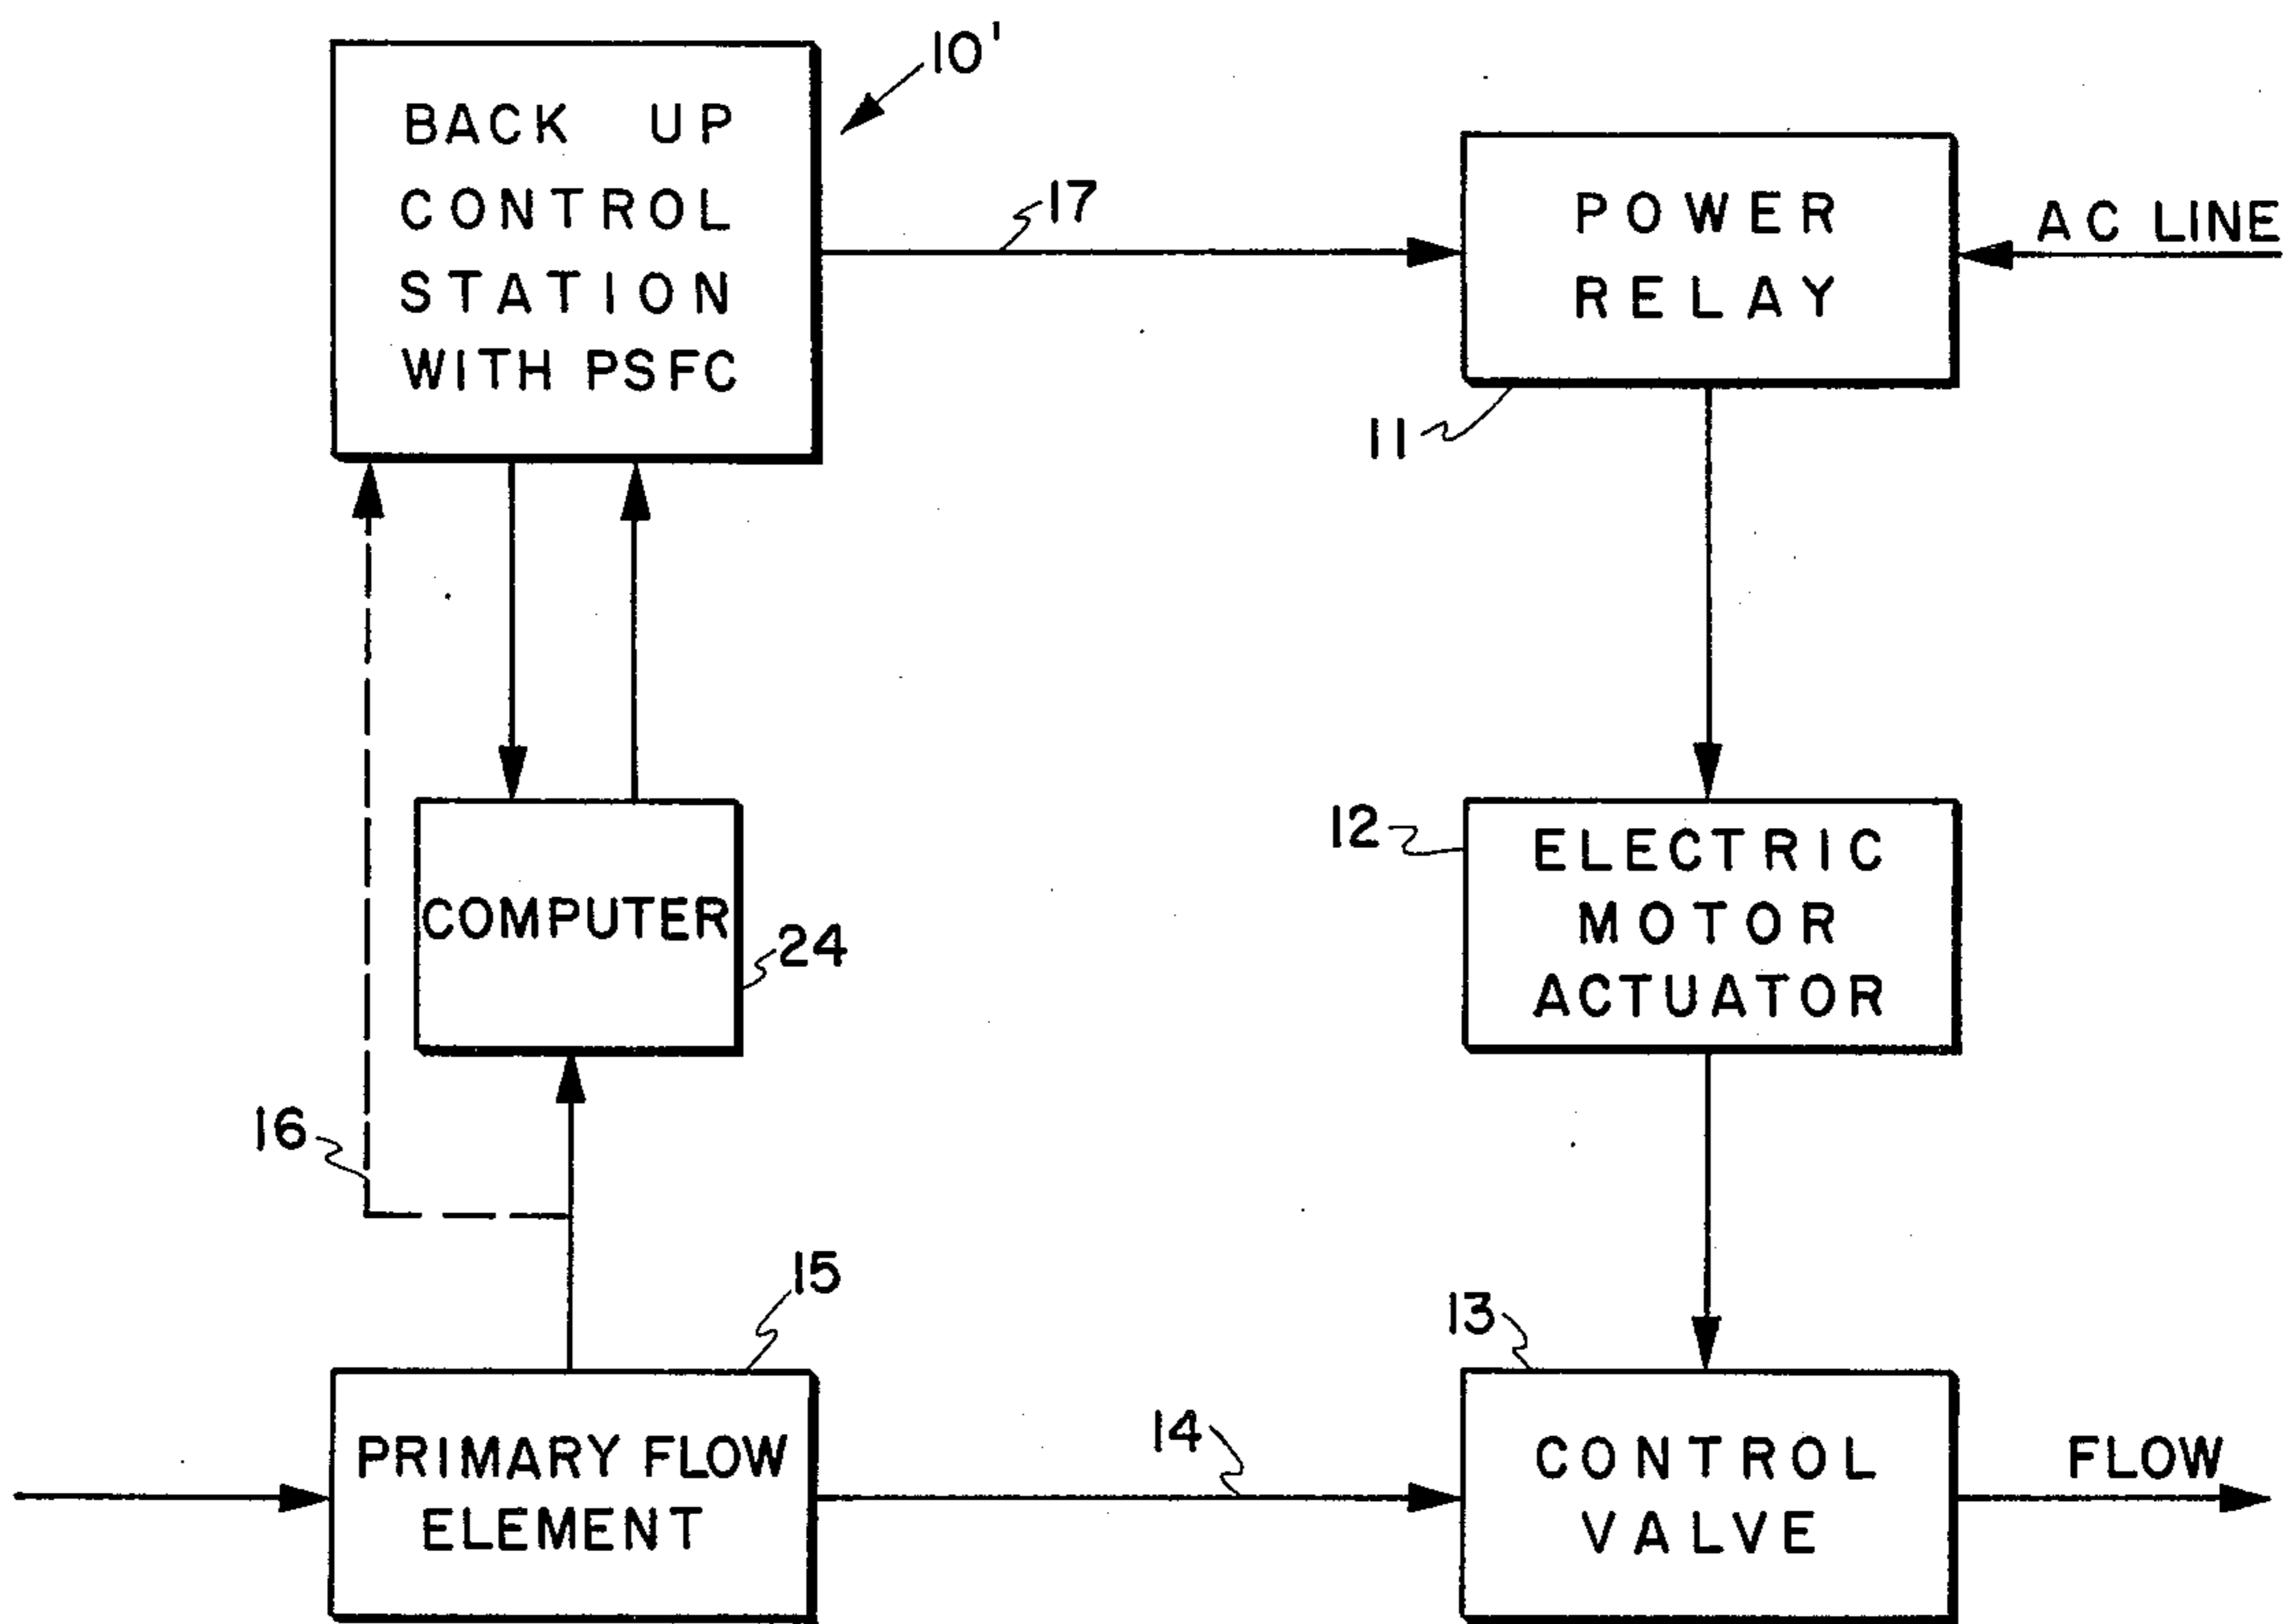 10'
BACK UP
CONTROL
STATION
WITH PSFC
17
POWER
RELAY
AC LINE
11
12
ELECTRIC
MOTOR
ACTUATOR
COMPUTER
24
16
15
13
PRIMARY FLOW
ELEMENT
14
CONTROL
VALVE
FLOW